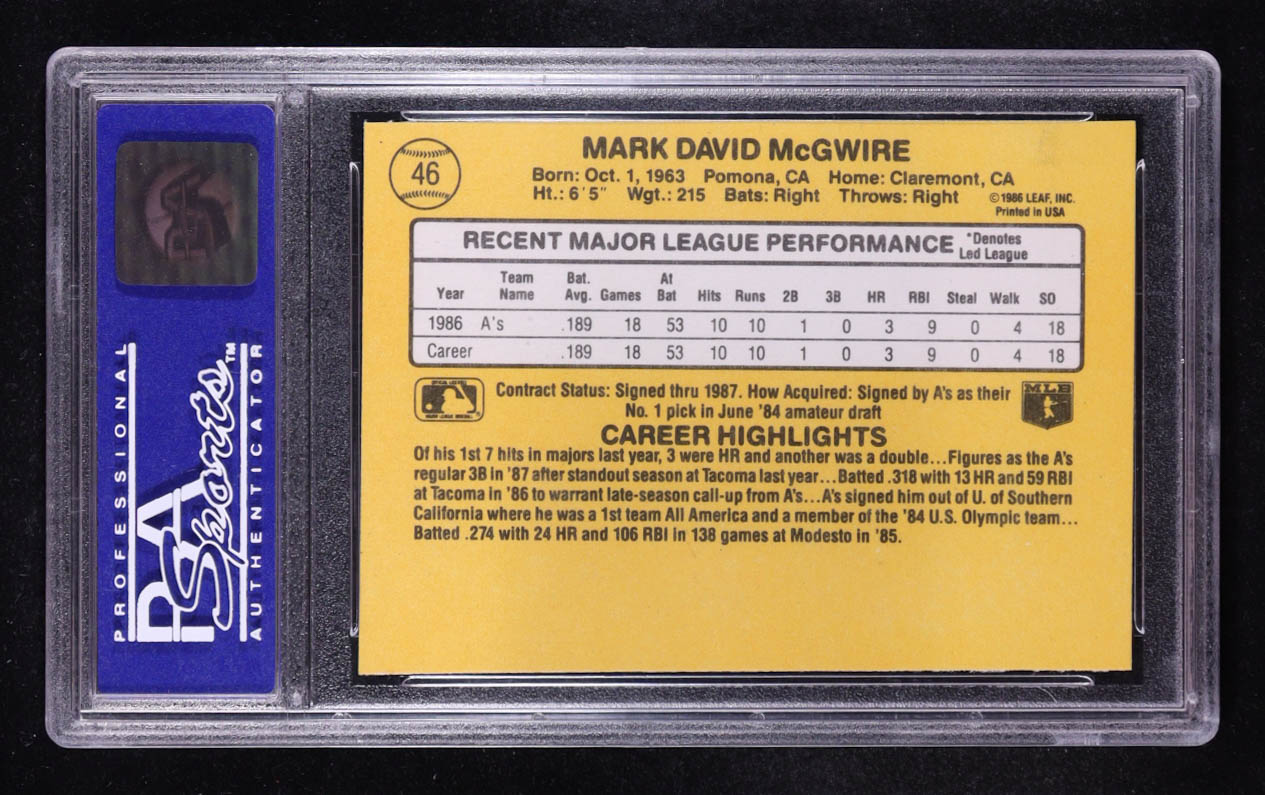 PROFESSIONAL
PSA Sports™
AUTHENTICATOR
46
MARK DAVID McGWIRE
Born: Oct. 1, 1963 Pomona, CA Home: Claremont, CA
Ht.: 6'5" Wgt.: 215 Bats: Right Throws: Right
©1986 LEAF, INC.
Printed in USA
RECENT MAJOR LEAGUE PERFORMANCE *Denotes Led League
Year Team Name Bat. Avg. Games At Bat Hits Runs 2B 3B HR RBI Steal Walk SO
1986 A's .189 18 53 10 10 1 0 3 9 0 4 18
Career .189 18 53 10 10 1 0 3 9 0 4 18
Contract Status: Signed thru 1987. How Acquired: Signed by A's as their
No. 1 pick in June '84 amateur draft
MLB
CAREER HIGHLIGHTS
Of his 1st 7 hits in majors last year, 3 were HR and another was a double...Figures as the A's
regular 3B in '87 after standout season at Tacoma last year...Batted .318 with 13 HR and 59 RBI
at Tacoma in '86 to warrant late-season call-up from A's...A's signed him out of U. of Southern
California where he was a 1st team All America and a member of the '84 U.S. Olympic team...
Batted .274 with 24 HR and 106 RBI in 138 games at Modesto in '85.